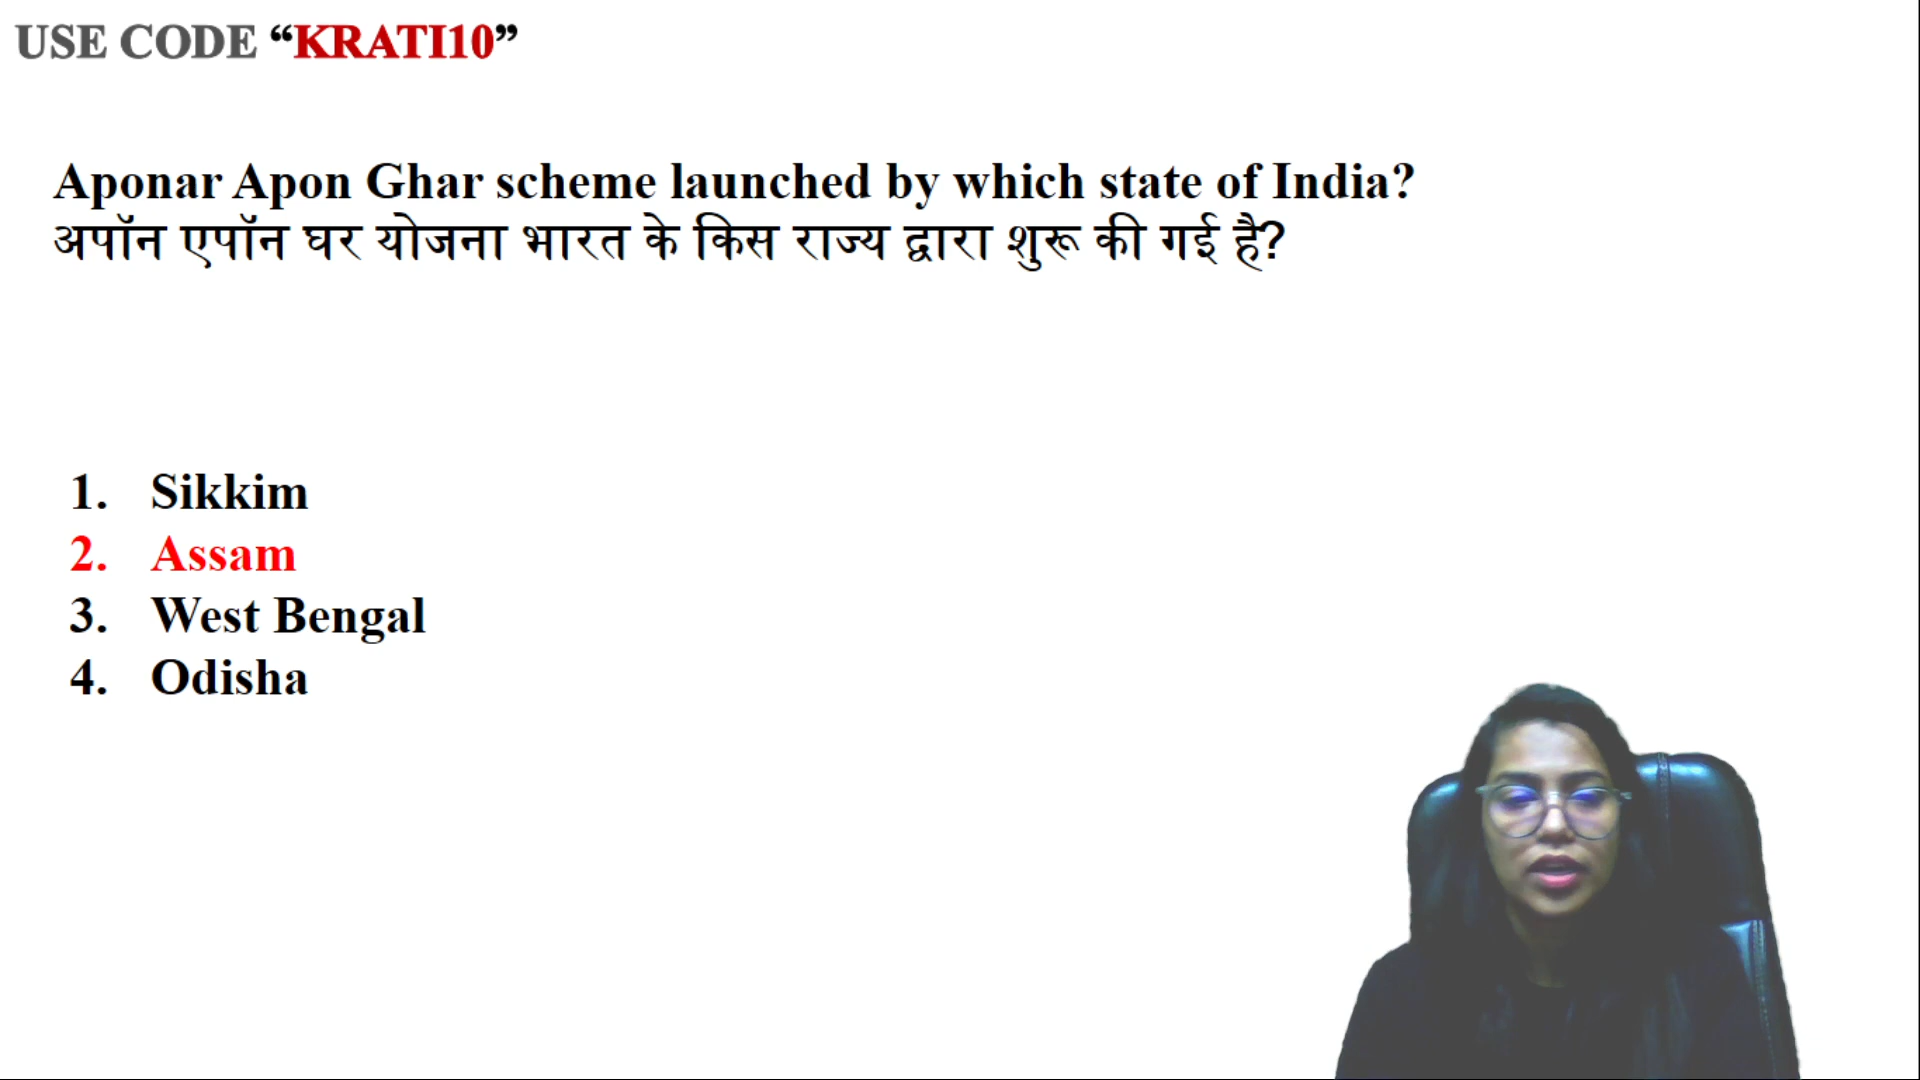 USE CODE “KRATI10”
Aponar Apon Ghar scheme launched by which state of India?
अपॉन एपॉन घर योजना भारत के किस राज्य द्वारा शुरू की गई है?
1. Sikkim
2. Assam
3. West Bengal
4. Odisha